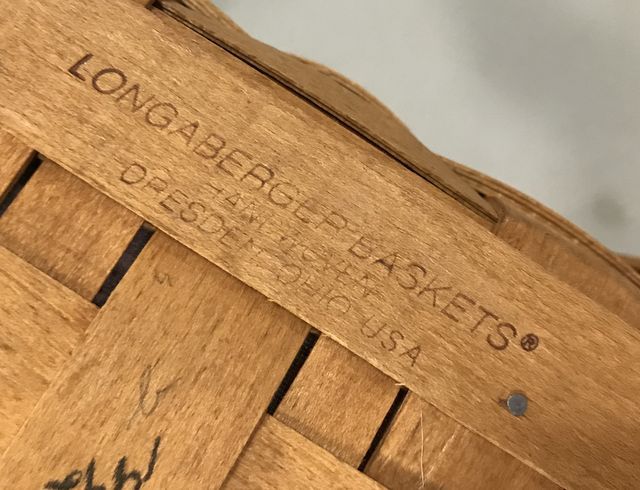 LONGABERGER BASKETS®
HANDWOVEN
DRESDEN, OHIO USA